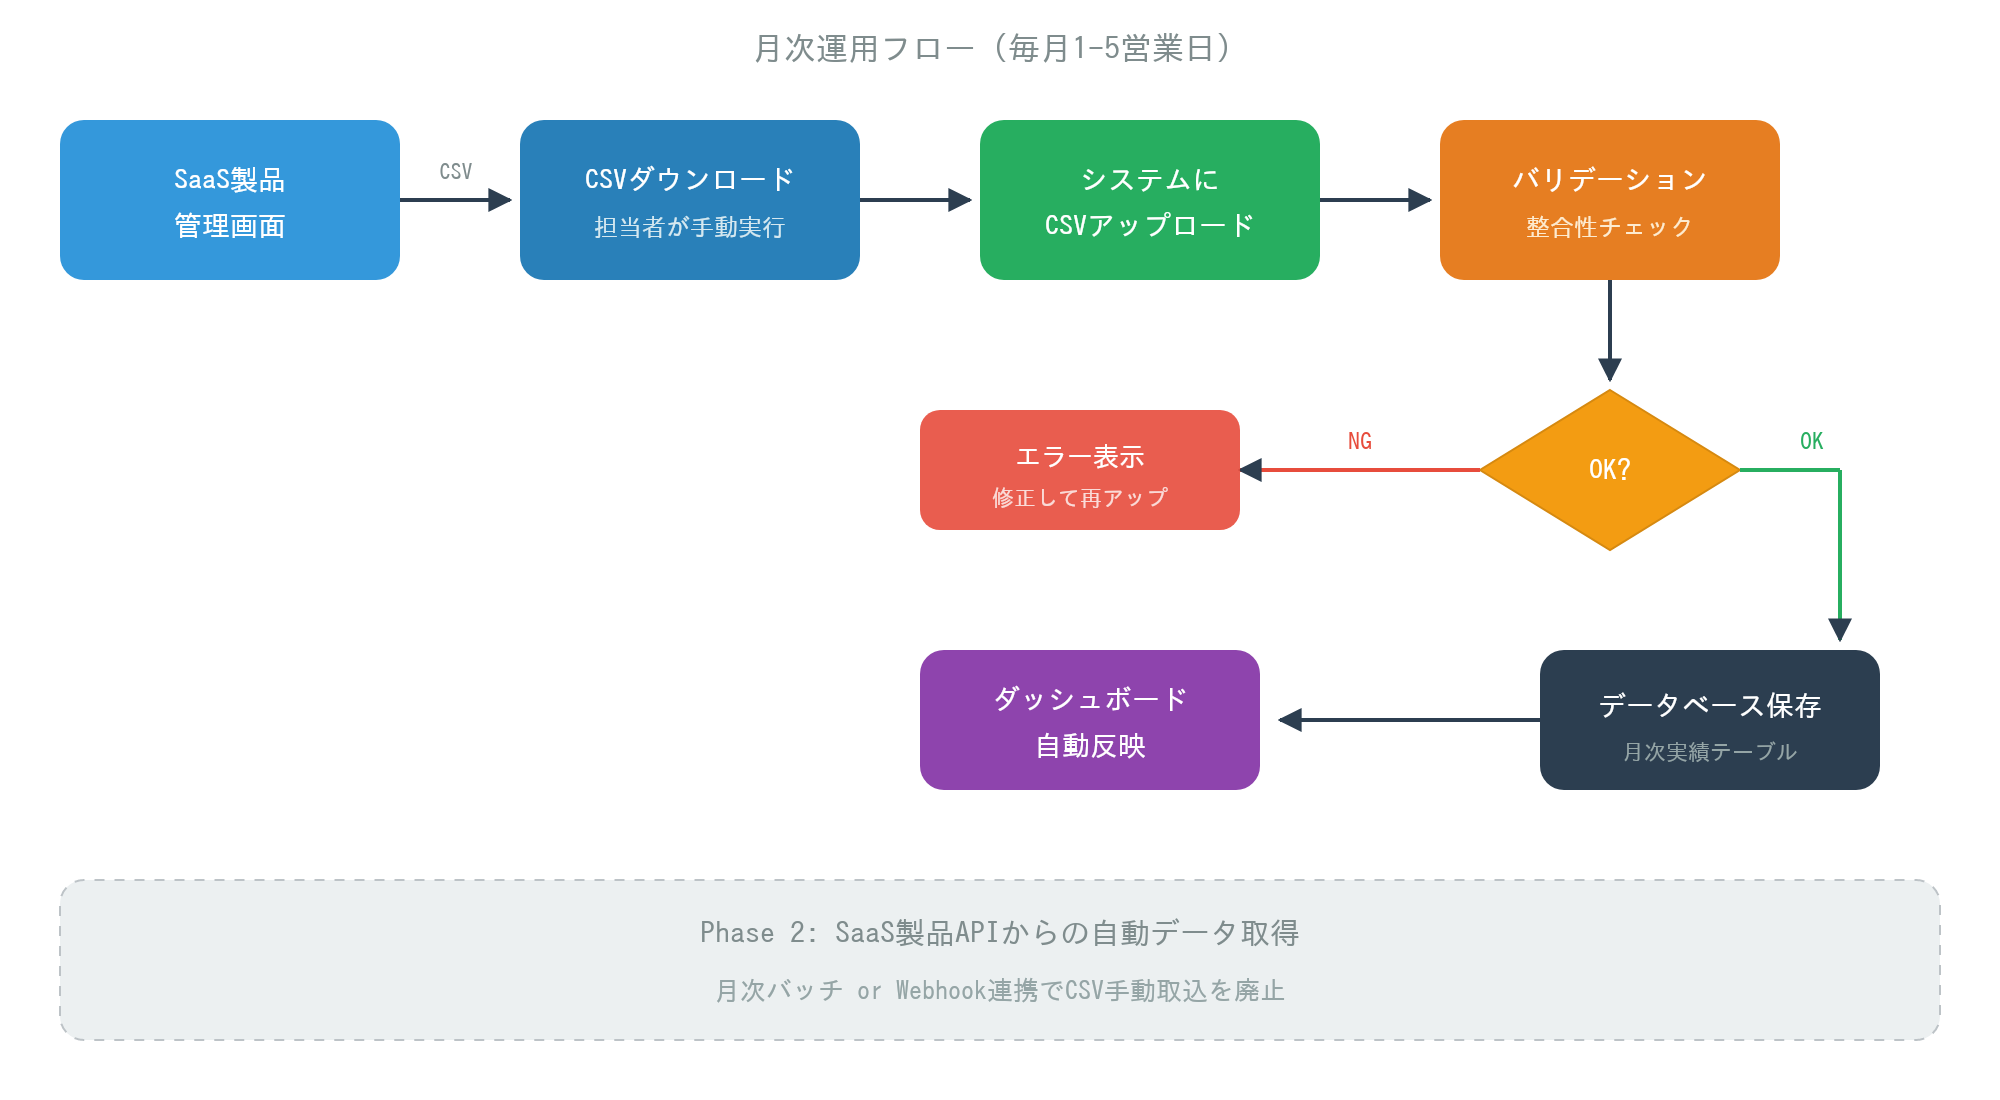 月次運用フロー（毎月1-5営業日）
SaaS製品
管理画面
CSV
CSVダウンロード
担当者が手動実行
システムに
CSVアップロード
バリデーション
整合性チェック
エラー表示
修正して再アップ
NG
OK?
OK
ダッシュボード
自動反映
データベース保存
月次実績テーブル
Phase 2: SaaS製品APIからの自動データ取得
月次バッチ or Webhook連携でCSV手動取込を廃止